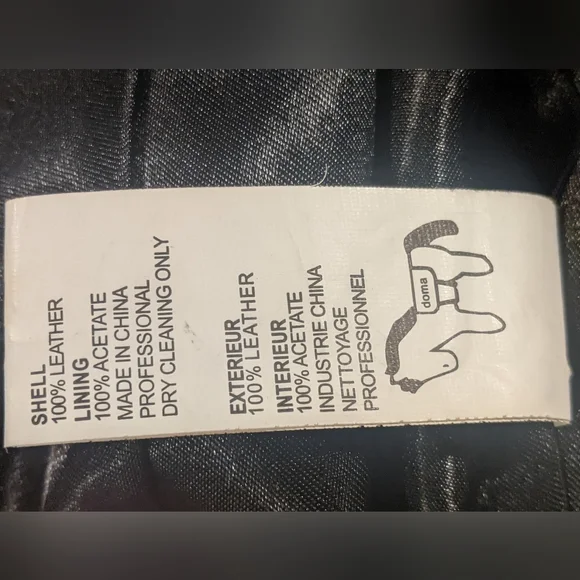 SHELL
100% LEATHER
LINING
100% ACETATE
MADE IN CHINA
PROFESSIONAL
DRY CLEANING ONLY
EXTERIEUR
100% LEATHER
INTERIEUR
100% ACETATE
INDUSTRIE CHINA
NETTOYAGE
PROFESSIONNEL
doma